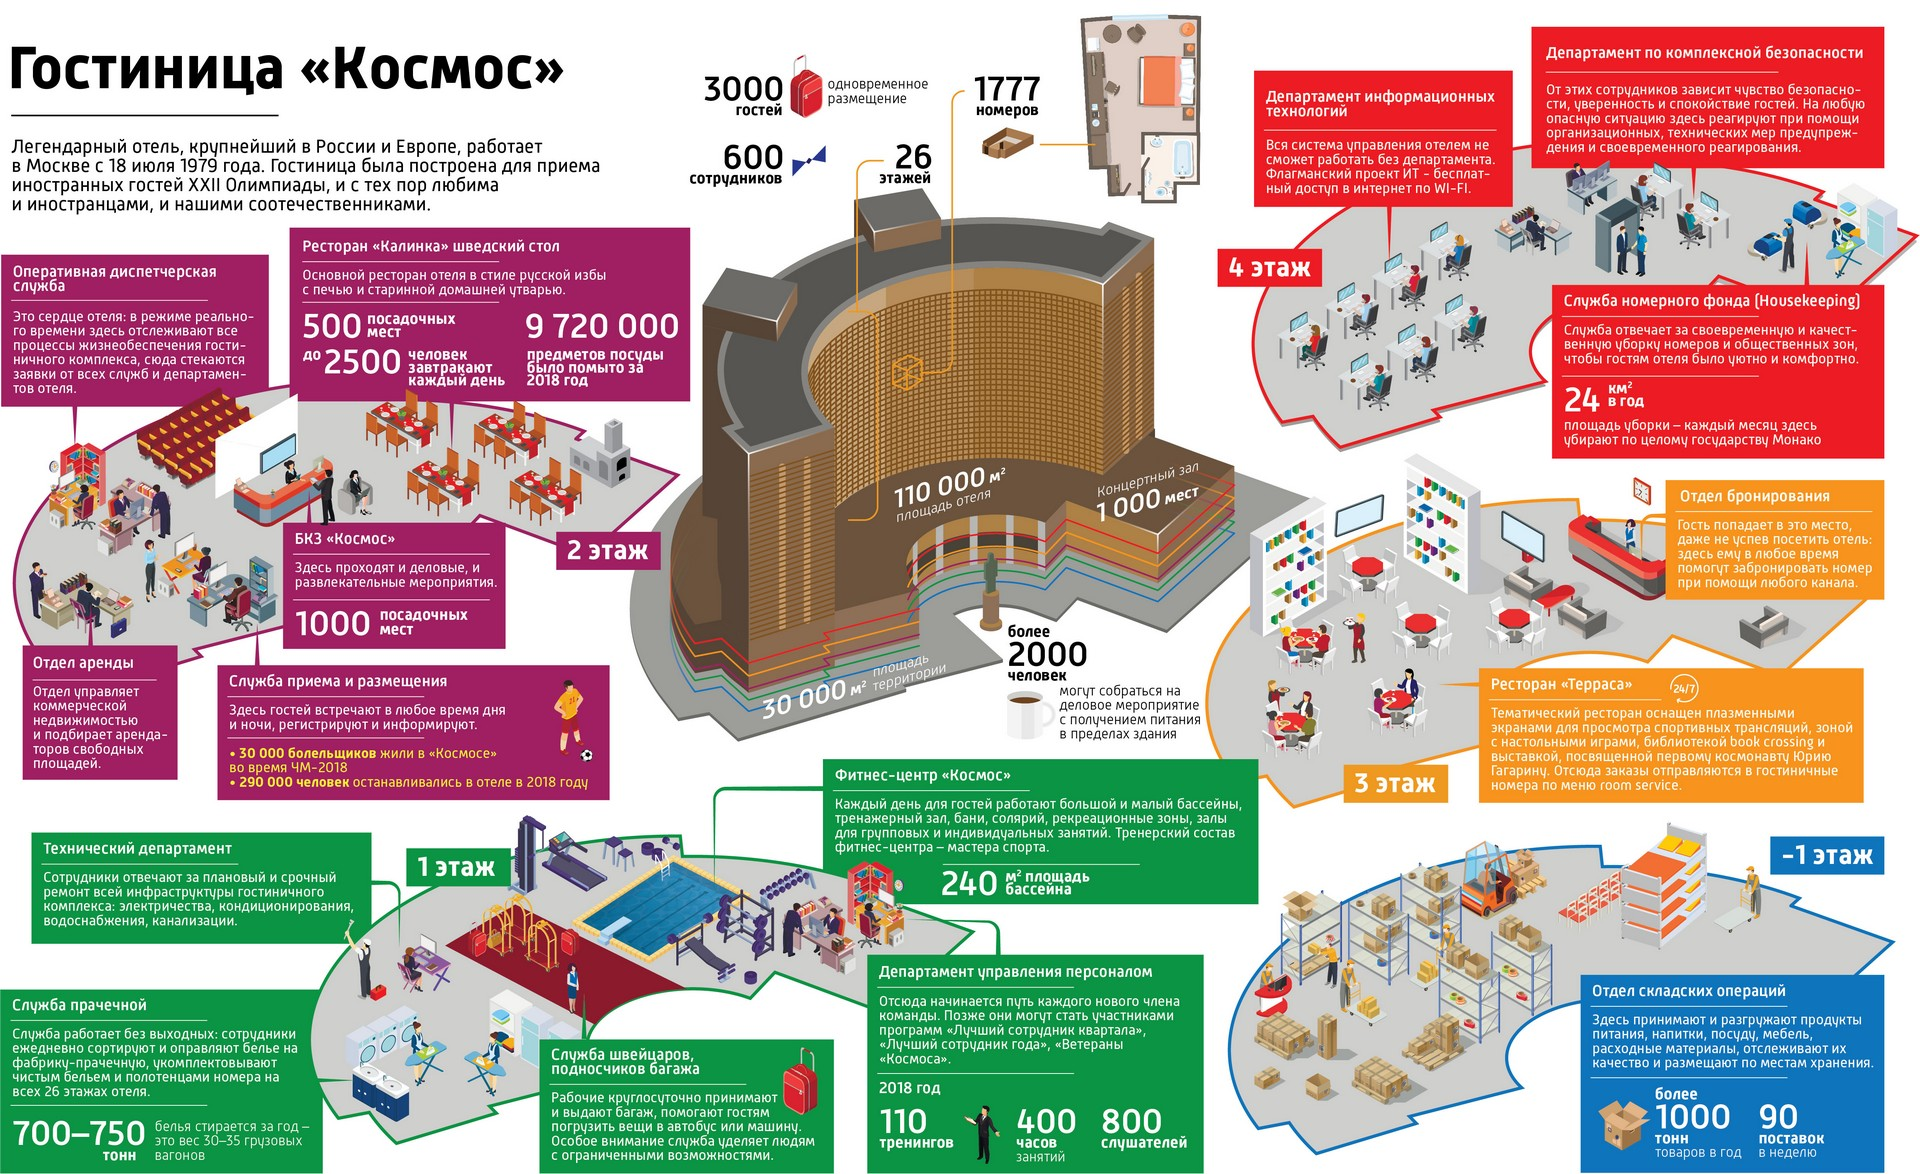 Гостиница «Космос»
Легендарный отель, крупнейший в России и Европе, работает
в Москве с 18 июля 1979 года. Гостиница была построена для приема
иностранных гостей XXII Олимпиады, и с тех пор любима
и иностранцами, и нашими соотечественниками.
3000
гостей
одновременное
размещение
600
сотрудников
1777
номеров
26
этажей
110 000 м²
площадь отеля
Концертный зал
1 000 мест
30 000 м²
площадь
территории
более
2000
человек
могут собраться на
деловое мероприятие
с получением питания
в пределах здания
Оперативная диспетчерская
служба
Это сердце отеля: в режиме реально-
го времени здесь отслеживают все
процессы жизнеобеспечения гости-
ничного комплекса, сюда стекаются
заявки от всех служб и департамен-
тов отеля.
Ресторан «Калинка» шведский стол
Основной ресторан отеля в стиле русской избы
с печью и старинной домашней утварью.
500 посадочных
мест
до 2500 человек
завтракают
каждый день
9 720 000
предметов посуды
было помыто за
2018 год
2 этаж
БКЗ «Космос»
Здесь проходят и деловые, и
развлекательные мероприятия.
1000 посадочных
мест
Отдел аренды
Отдел управляет
коммерческой
недвижимостью
и подбирает аренда-
торов свободных
площадей.
Служба приема и размещения
Здесь гостей встречают в любое время дня
и ночи, регистрируют и информируют.
• 30 000 болельщиков жили в «Космосе»
во время ЧМ-2018
• 290 000 человек останавливались в отеле в 2018 году
4 этаж
Департамент информационных
технологий
Вся система управления отелем не
сможет работать без департамента.
Флагманский проект ИТ - бесплат-
ный доступ в интернет по WI-FI.
Департамент по комплексной безопасности
От этих сотрудников зависит чувство безопасно-
сти, уверенность и спокойствие гостей. На любую
опасную ситуацию здесь реагируют при помощи
организационных, технических мер предупреж-
дения и своевременного реагирования.
Служба номерного фонда (Housekeeping)
Служба отвечает за своевременную и качест-
венную уборку номеров и общественных зон,
чтобы гостям отеля было уютно и комфортно.
24 км²
в год
площадь уборки – каждый месяц здесь
убирают по целому государству Монако
Отдел бронирования
Гость попадает в это место,
даже не успев посетить отель:
здесь ему в любое время
помогут забронировать номер
при помощи любого канала.
Ресторан «Терраса» 24/7
Тематический ресторан оснащен плазменными
экранами для просмотра спортивных трансляций, зоной
с настольными играми, библиотекой book crossing и
выставкой, посвященной первому космонавту Юрию
Гагарину. Отсюда заказы отправляются в гостиничные
номера по меню room service.
3 этаж
Технический департамент
Сотрудники отвечают за плановый и срочный
ремонт всей инфраструктуры гостиничного
комплекса: электричества, кондиционирования,
водоснабжения, канализации.
1 этаж
Фитнес-центр «Космос»
Каждый день для гостей работают большой и малый бассейны,
тренажерный зал, бани, солярий, рекреационные зоны, залы
для групповых и индивидуальных занятий. Тренерский состав
фитнес-центра – мастера спорта.
240 м² площадь
бассейна
Служба прачечной
Служба работает без выходных: сотрудники
ежедневно сортируют и оправляют белье на
фабрику-прачечную, укомплектовывают
чистым бельем и полотенцами номера на
всех 26 этажах отеля.
700–750
тонн
белья стирается за год –
это вес 30–35 грузовых
вагонов
Служба швейцаров,
подносчиков багажа
Рабочие круглосуточно принимают
и выдают багаж, помогают гостям
погрузить вещи в автобус или машину.
Особое внимание служба уделяет людям
с ограниченными возможностями.
Департамент управления персоналом
Отсюда начинается путь каждого нового члена
команды. Позже они могут стать участниками
программ «Лучший сотрудник квартала»,
«Лучший сотрудник года», «Ветераны
«Космоса».
2018 год
110
тренингов
400
часов
занятий
800
слушателей
–1 этаж
Отдел складских операций
Здесь принимают и разгружают продукты
питания, напитки, посуду, мебель,
расходные материалы, отслеживают их
качество и размещают по местам хранения.
более
1000
тонн
товаров в год
90
поставок
в неделю